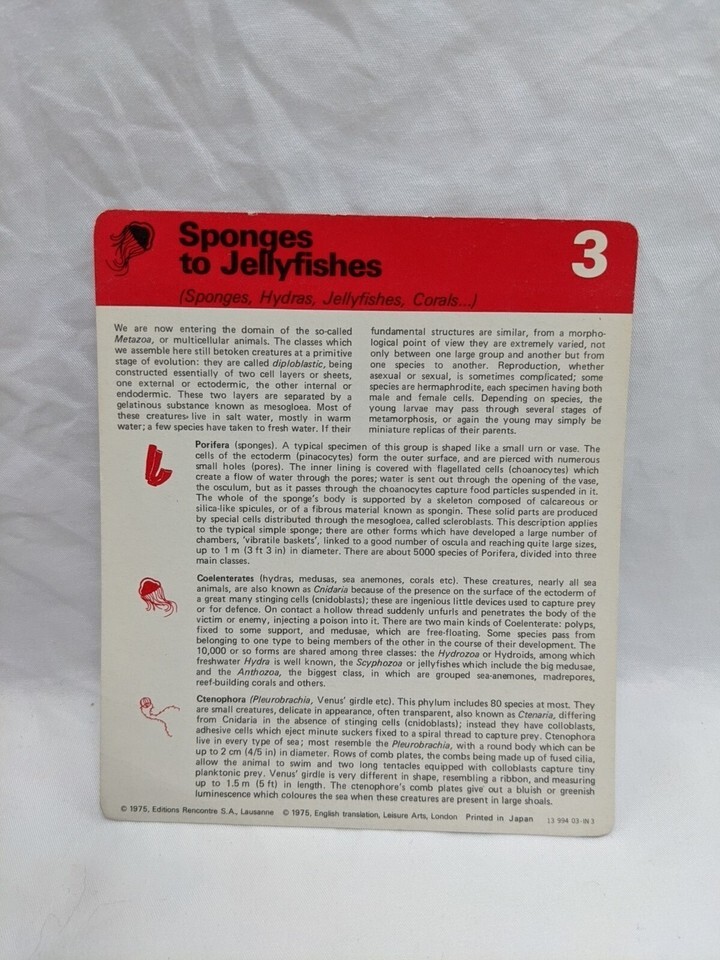 Sponges
to Jellyfishes
3
(Sponges, Hydras, Jellyfishes, Corals...)
We are now entering the domain of the so-called
Metazoa, or multicellular animals. The classes which
we assemble here still betoken creatures at a primitive
stage of evolution: they are called diploblastic, being
constructed essentially of two cell layers or sheets,
one external or ectodermic, the other internal or
endodermic. These two layers are separated by a
gelatinous substance known as mesogloea. Most of
these creatures live in salt water, mostly in warm
water; a few species have taken to fresh water. If their
fundamental structures are similar, from a morpho-
logical point of view they are extremely varied, not
only between one large group and another but from
one species to another. Reproduction, whether
asexual or sexual, is sometimes complicated; some
species are hermaphrodite, each specimen having both
male and female cells. Depending on species, the
young larvae may pass through several stages of
metamorphosis, or again the young may simply be
miniature replicas of their parents.
Porifera (sponges). A typical specimen of this group is shaped like a small urn or vase. The
cells of the ectoderm (pinacocytes) form the outer surface, and are pierced with numerous
small holes (pores). The inner lining is covered with flagellated cells (choanocytes) which
create a flow of water through the pores; water is sent out through the opening of the vase,
the osculum, but as it passes through the choanocytes capture food particles suspended in it.
The whole of the sponge's body is supported by a skeleton composed of calcareous or
silica-like spicules, or of a fibrous material known as spongin. These solid parts are produced
by special cells distributed through the mesogloea, called scleroblasts. This description applies
to the typical simple sponge; there are other forms which have developed a large number of
chambers, 'vibratile baskets', linked to a good number of oscula and reaching quite large sizes,
up to 1 m (3 ft 3 in) in diameter. There are about 5000 species of Porifera, divided into three
main classes.
Coelenterates (hydras, medusas, sea anemones, corals etc). These creatures, nearly all sea
animals, are also known as Cnidaria because of the presence on the surface of the ectoderm of
a great many stinging cells (cnidoblasts); these are ingenious little devices used to capture prey
or for defence. On contact a hollow thread suddenly unfurls and penetrates the body of the
victim or enemy, injecting a poison into it. There are two main kinds of Coelenterate: polyps,
fixed to some support, and medusae, which are free-floating. Some species pass from
belonging to one type to being members of the other in the course of their development. The
10,000 or so forms are shared among three classes: the Hydrozoa or Hydroids, among which
freshwater Hydra is well known, the Scyphozoa or jellyfishes which include the big medusae,
and the Anthozoa, the biggest class, in which are grouped sea-anemones, madrepores,
reef-building corals and others.
Ctenophora (Pleurobrachia, Venus' girdle etc). This phylum includes 80 species at most. They
are small creatures, delicate in appearance, often transparent, also known as Ctenaria, differing
from Cnidaria in the absence of stinging cells (cnidoblasts); instead they have colloblasts,
adhesive cells which eject minute suckers fixed to a spiral thread to capture prey. Ctenophora
live in every type of sea; most resemble the Pleurobrachia, with a round body which can be
up to 2 cm (4/5 in) in diameter. Rows of comb plates, the combs being made up of fused cilia,
allow the animal to swim and two long tentacles equipped with colloblasts capture tiny
planktonic prey. Venus' girdle is very different in shape, resembling a ribbon, and measuring
up to 1.5 m (5 ft) in length. The ctenophore's comb plates give out a bluish or greenish
luminescence which colours the sea when these creatures are present in large shoals.
© 1975, Editions Rencontre S.A., Lausanne © 1975, English translation, Leisure Arts, London Printed in Japan 13 994 03-IN 3